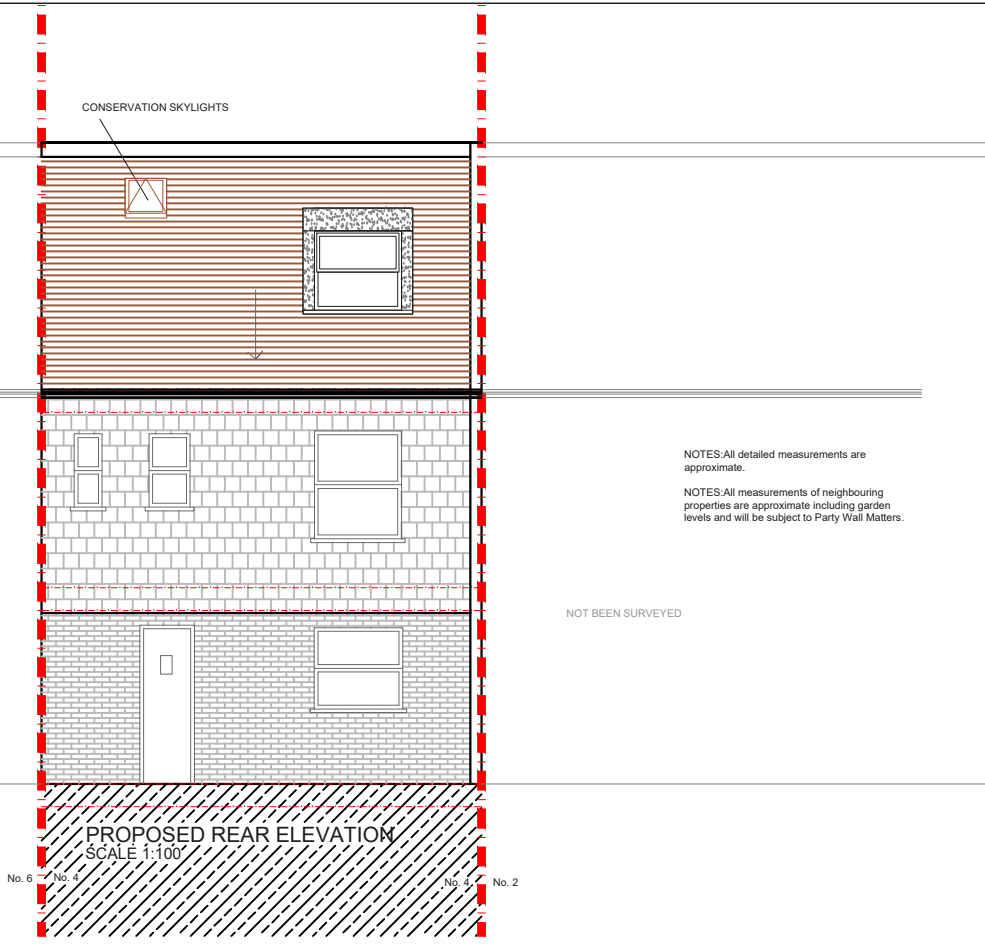 CONSERVATION SKYLIGHTS
NOTES:All detailed measurements are
approximate.
NOTES:All measurements of neighbouring
properties are approximate including garden
levels and will be subject to Party Wall Matters.
NOT BEEN SURVEYED
PROPOSED REAR ELEVATION
SCALE 1:100
No. 6
No. 4
No. 4
No. 2